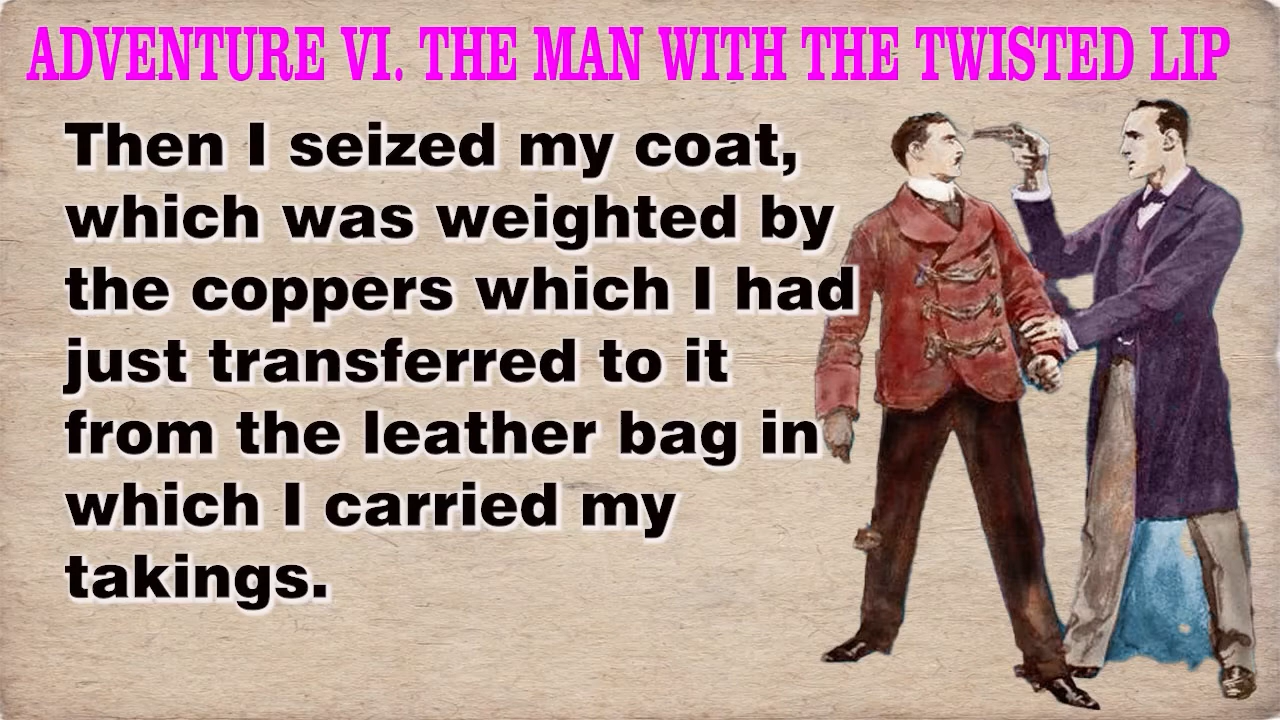 ADVENTURE VI. THE MAN WITH THE TWISTED LIP
Then I seized my coat,
which was weighted by
the coppers which I had
just transferred to it
from the leather bag in
which I carried my
takings.